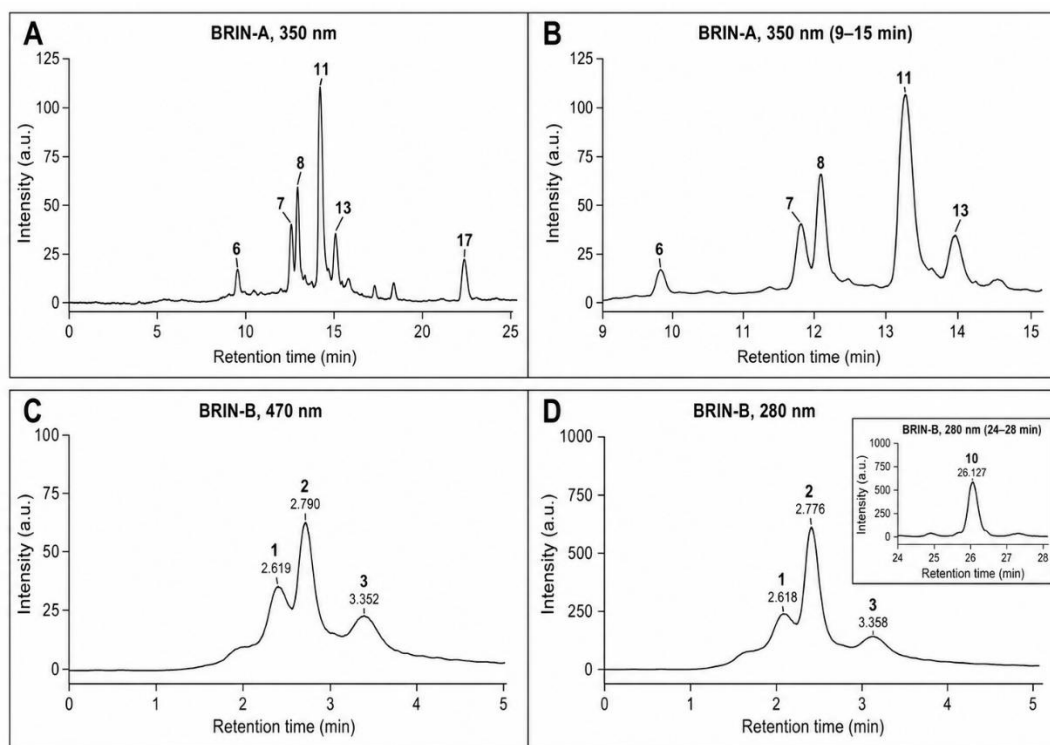 A
BRIN-A, 350 nm
125
100
75
50
25
0
Intensity (a.u.)
6
7
8
11
13
17
0 5 10 15 20 25
Retention time (min)
B
BRIN-A, 350 nm (9–15 min)
125
100
75
50
25
0
Intensity (a.u.)
6
7
8
11
13
9 10 11 12 13 14 15
Retention time (min)
C
BRIN-B, 470 nm
100
75
50
25
0
Intensity (a.u.)
1
2.619
2
2.790
3
3.352
0 1 2 3 4 5
Retention time (min)
D
BRIN-B, 280 nm
1000
750
500
250
0
Intensity (a.u.)
1
2.618
2
2.776
3
3.358
0 1 2 3 4 5
Retention time (min)
BRIN-B, 280 nm (24–28 min)
1000
750
500
250
0
Intensity (a.u.)
10
26.127
24 25 26 27 28
Retention time (min)